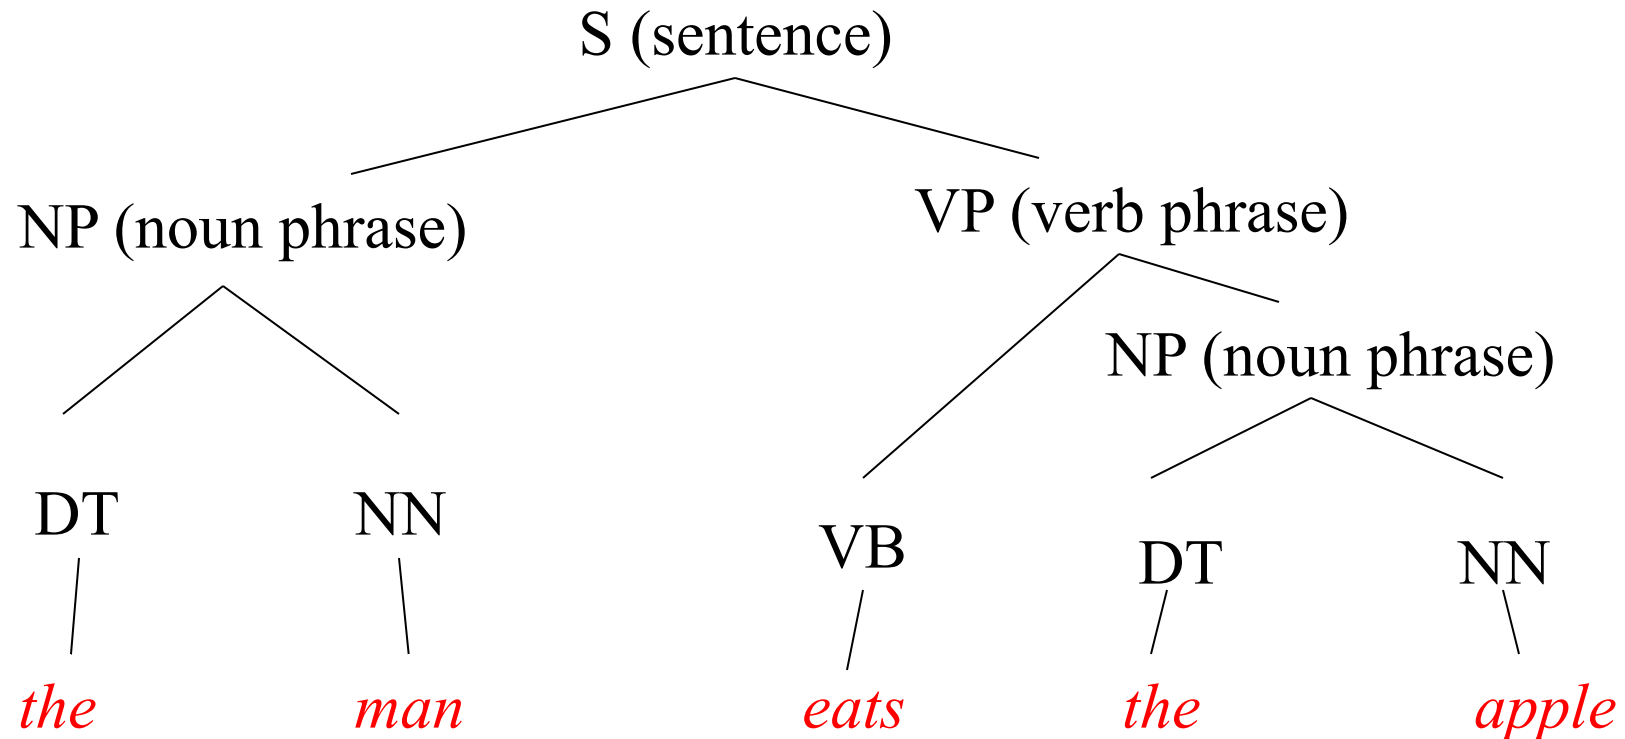 S (sentence)
NP (noun phrase)
VP (verb phrase)
NP (noun phrase)
DT NN VB DT NN
the man eats the apple